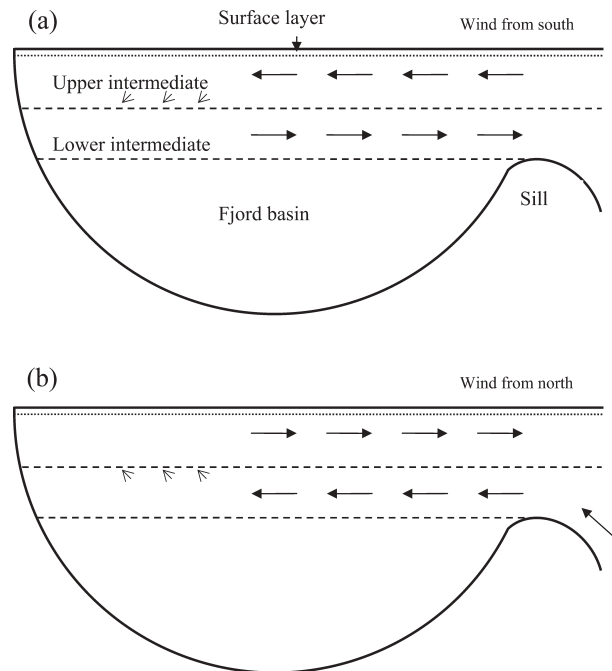 (a)
Surface layer
Wind from south
Upper intermediate
Lower intermediate
Fjord basin
Sill
(b)
Wind from north